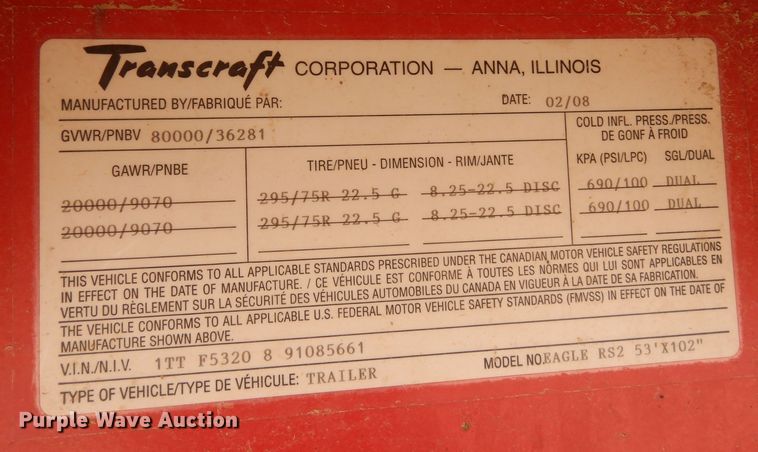 Transcraft CORPORATION — ANNA, ILLINOIS
MANUFACTURED BY/FABRIQUÉ PAR: DATE: 02/08
GVWR/PNBV 80000/36281
COLD INFL. PRESS./PRESS. DE GONF À FROID
GAWR/PNBE TIRE/PNEU - DIMENSION - RIM/JANTE KPA (PSI/LPC) SGL/DUAL
20000/9070 295/75R 22.5 G 8.25-22.5 DISC 690/100 DUAL
20000/9070 295/75R 22.5 G 8.25-22.5 DISC 690/100 DUAL
THIS VEHICLE CONFORMS TO ALL APPLICABLE STANDARDS PRESCRIBED UNDER THE CANADIAN MOTOR VEHICLE SAFETY REGULATIONS
IN EFFECT ON THE DATE OF MANUFACTURE. / CE VÉHICULE EST CONFORME À TOUTES LES NORMES QUI LUI SONT APPLICABLES EN
VERTU DU RÈGLEMENT SUR LA SÉCURITÉ DES VÉHICULES AUTOMOBILES DU CANADA EN VIGUEUR À LA DATE DE SA FABRICATION.
THE VEHICLE CONFORMS TO ALL APPLICABLE U.S. FEDERAL MOTOR VEHICLE SAFETY STANDARDS (FMVSS) IN EFFECT ON THE DATE OF
MANUFACTURE SHOWN ABOVE.
V.I.N./N.I.V. 1TT F5320 8 91085661 MODEL NO. EAGLE RS2 53'X102"
TYPE OF VEHICLE/TYPE DE VÉHICULE: TRAILER
Purple Wave Auction